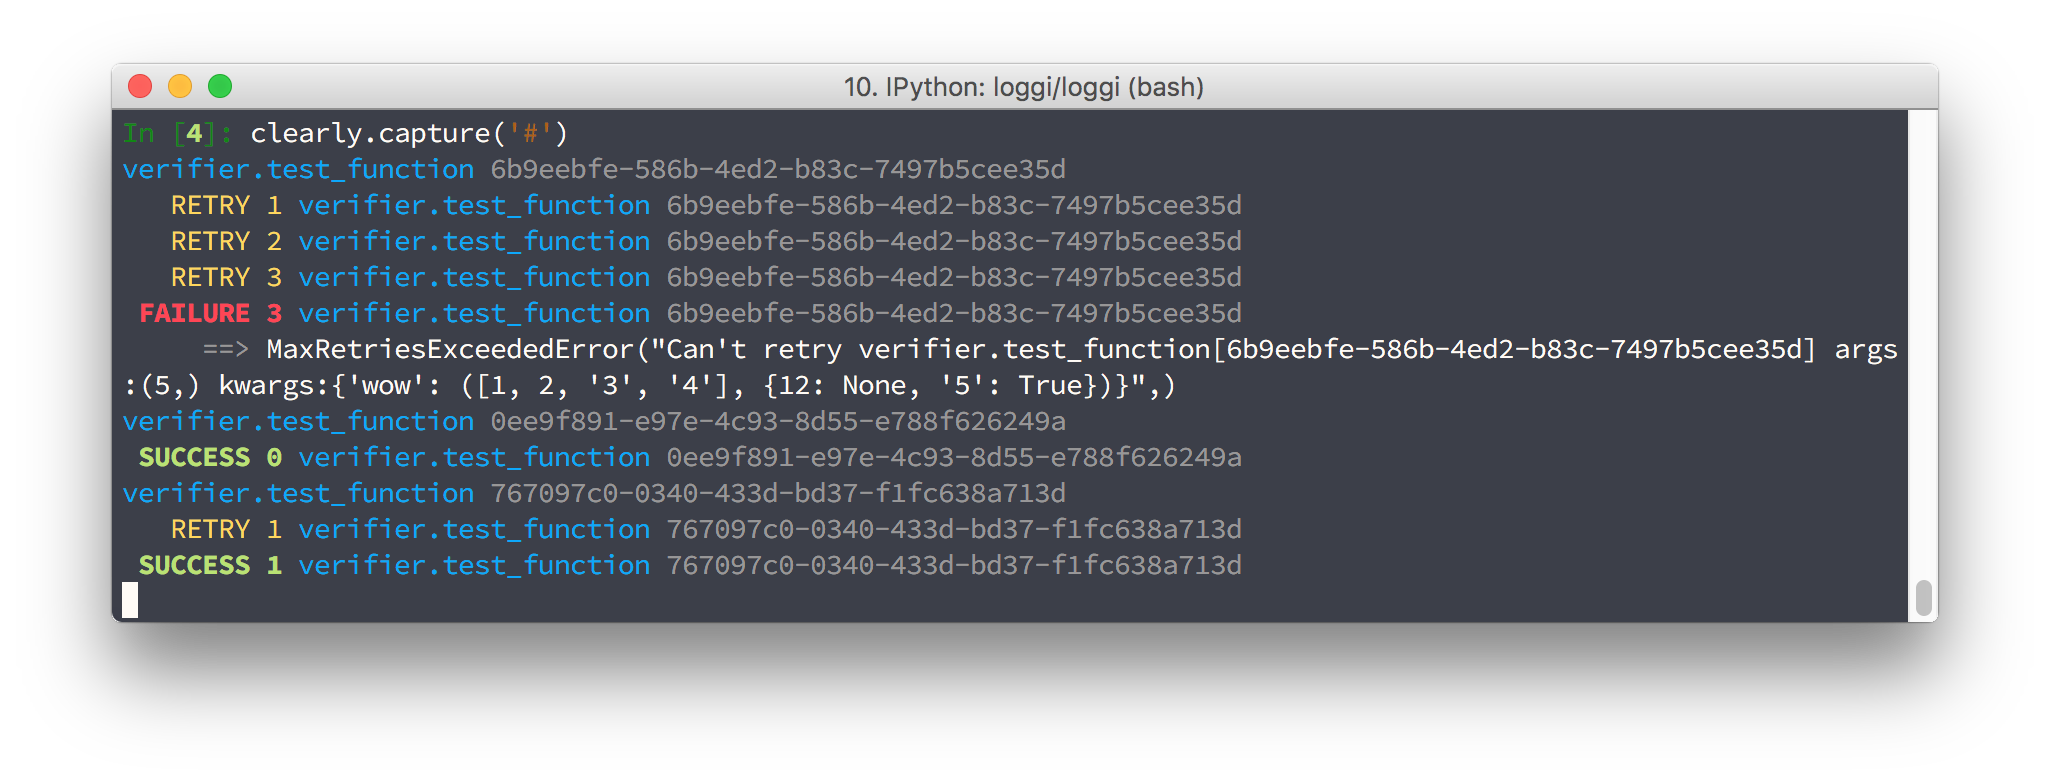 10. IPython: loggi/loggi (bash)
In [4]: clearly.capture('#')
verifier.test_function 6b9eebfe-586b-4ed2-b83c-7497b5cee35d
RETRY 1 verifier.test_function 6b9eebfe-586b-4ed2-b83c-7497b5cee35d
RETRY 2 verifier.test_function 6b9eebfe-586b-4ed2-b83c-7497b5cee35d
RETRY 3 verifier.test_function 6b9eebfe-586b-4ed2-b83c-7497b5cee35d
FAILURE 3 verifier.test_function 6b9eebfe-586b-4ed2-b83c-7497b5cee35d
==> MaxRetriesExceededError("Can't retry verifier.test_function[6b9eebfe-586b-4ed2-b83c-7497b5cee35d] args
:(5,) kwargs:{'wow': ([1, 2, '3', '4'], {12: None, '5': True})}",)
verifier.test_function 0ee9f891-e97e-4c93-8d55-e788f626249a
SUCCESS 0 verifier.test_function 0ee9f891-e97e-4c93-8d55-e788f626249a
verifier.test_function 767097c0-0340-433d-bd37-f1fc638a713d
RETRY 1 verifier.test_function 767097c0-0340-433d-bd37-f1fc638a713d
SUCCESS 1 verifier.test_function 767097c0-0340-433d-bd37-f1fc638a713d